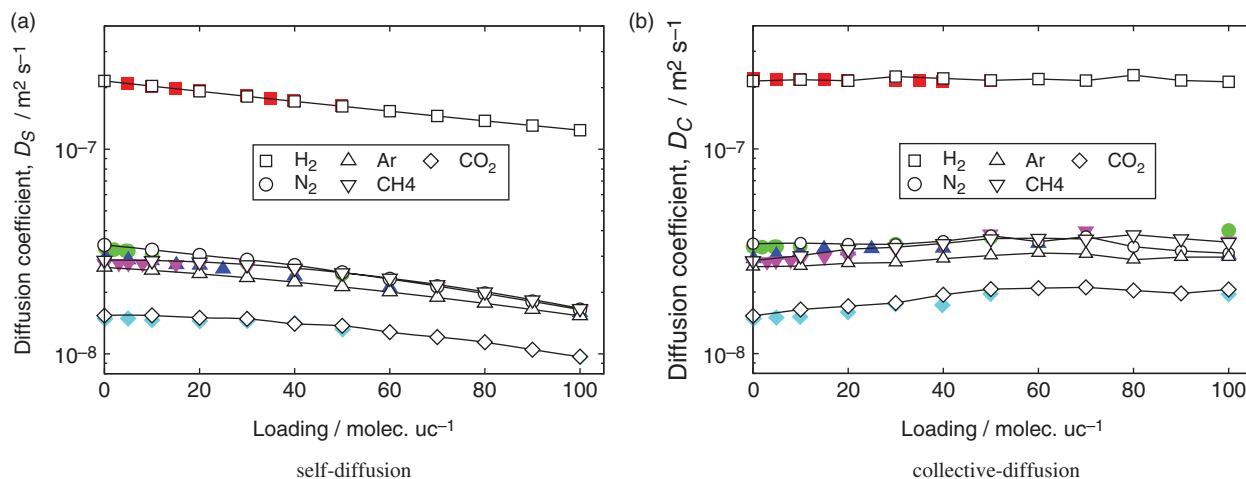 (a)
Diffusion coefficient, D_S / m² s⁻¹
10⁻⁷
10⁻⁸
H₂ Ar CO₂
N₂ CH4
0 20 40 60 80 100
Loading / molec. uc⁻¹
self-diffusion
(b)
Diffusion coefficient, D_C / m² s⁻¹
10⁻⁷
10⁻⁸
H₂ Ar CO₂
N₂ CH4
0 20 40 60 80 100
Loading / molec. uc⁻¹
collective-diffusion